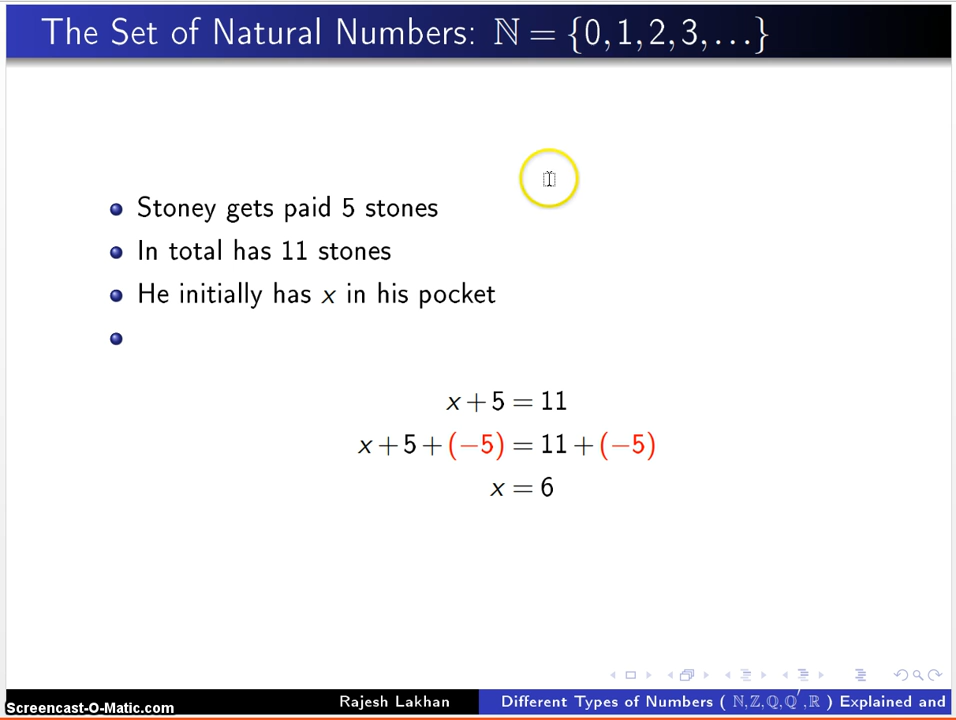 The Set of Natural Numbers: ℕ = {0, 1, 2, 3, ...}
Stoney gets paid 5 stones
In total has 11 stones
He initially has x in his pocket
x + 5 = 11
x + 5 + (−5) = 11 + (−5)
x = 6
Screencast-O-Matic.com
Rajesh Lakhan
Different Types of Numbers ( ℕ,ℤ,ℚ,ℚ′,ℝ ) Explained and